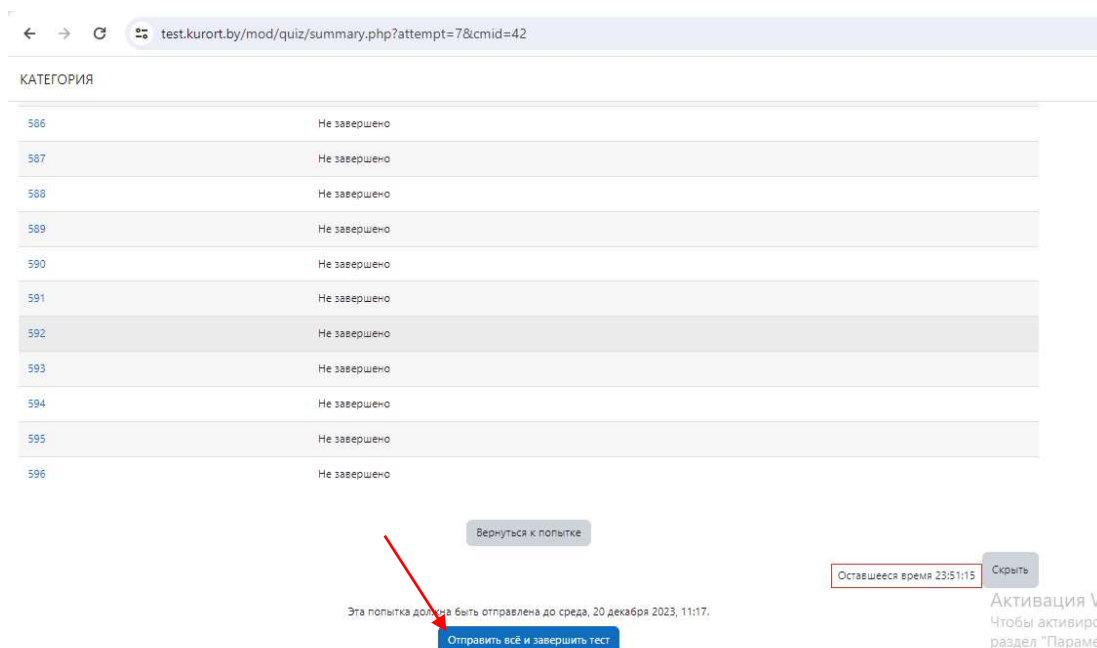 test.kurort.by/mod/quiz/summary.php?attempt=7&cmid=42
КАТЕГОРИЯ
586 Не завершено
587 Не завершено
588 Не завершено
589 Не завершено
590 Не завершено
591 Не завершено
592 Не завершено
593 Не завершено
594 Не завершено
595 Не завершено
596 Не завершено
Вернуться к попытке
Оставшееся время 23:51:15 Скрыть
Эта попытка должна быть отправлена до среда, 20 декабря 2023, 11:17.
Отправить всё и завершить тест
Активация
Чтобы
раздел